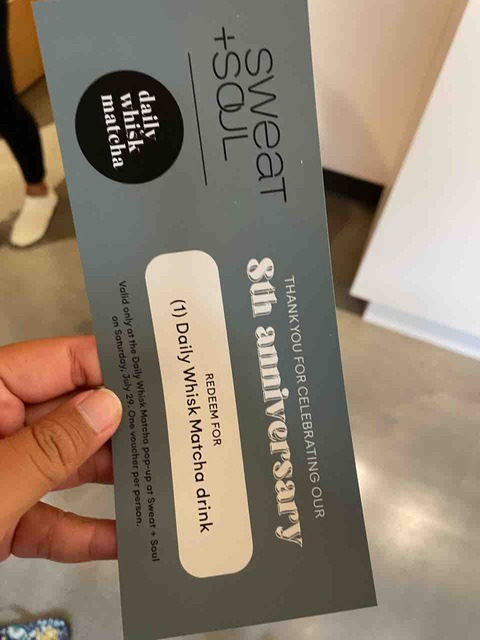 sweat
+SOUL
daily
whisk
matcha
THANK YOU FOR CELEBRATING OUR
8th anniversary
REDEEM FOR
(1) Daily Whisk Matcha drink
Valid only at the Daily Whisk Matcha pop-up at Sweat + Soul
on Saturday, July 29. One voucher per person.